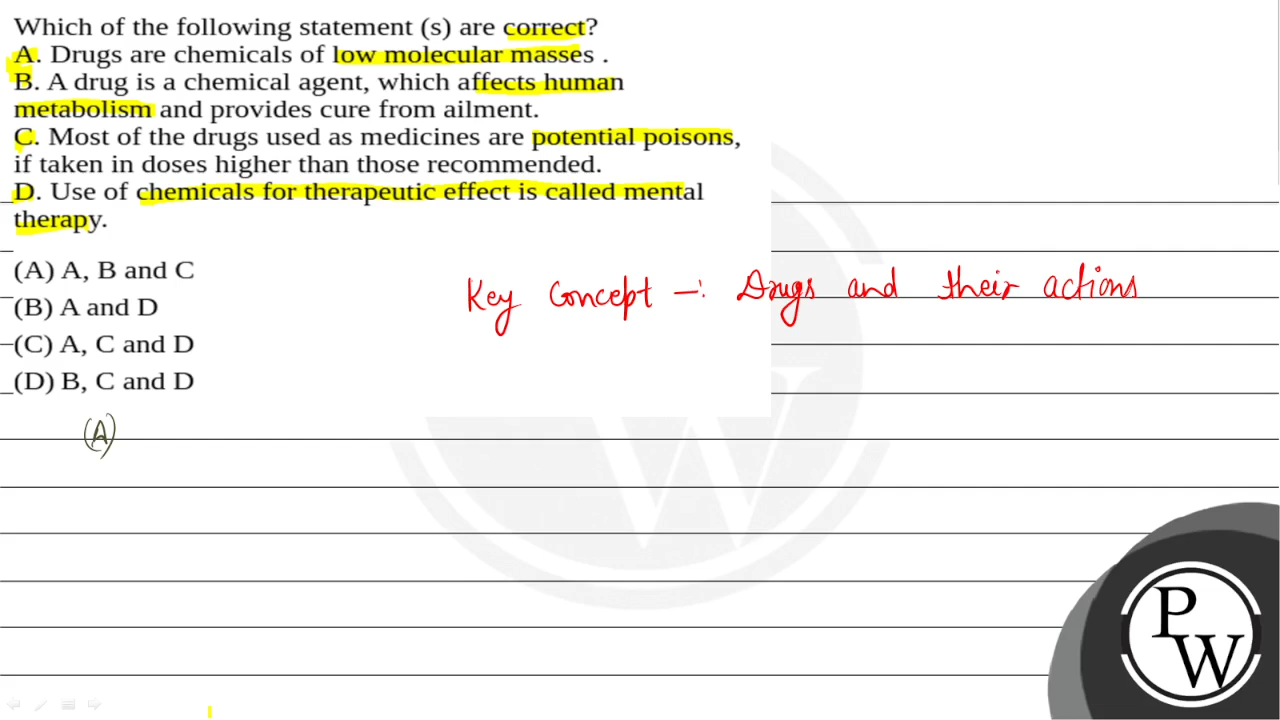 Which of the following statement (s) are correct?
A. Drugs are chemicals of low molecular masses .
B. A drug is a chemical agent, which affects human
metabolism and provides cure from ailment.
C. Most of the drugs used as medicines are potential poisons,
if taken in doses higher than those recommended.
D. Use of chemicals for therapeutic effect is called mental
therapy.
(A) A, B and C
(B) A and D
(C) A, C and D
(D) B, C and D
Key Concept -: Drugs and their actions
(A)
P
W